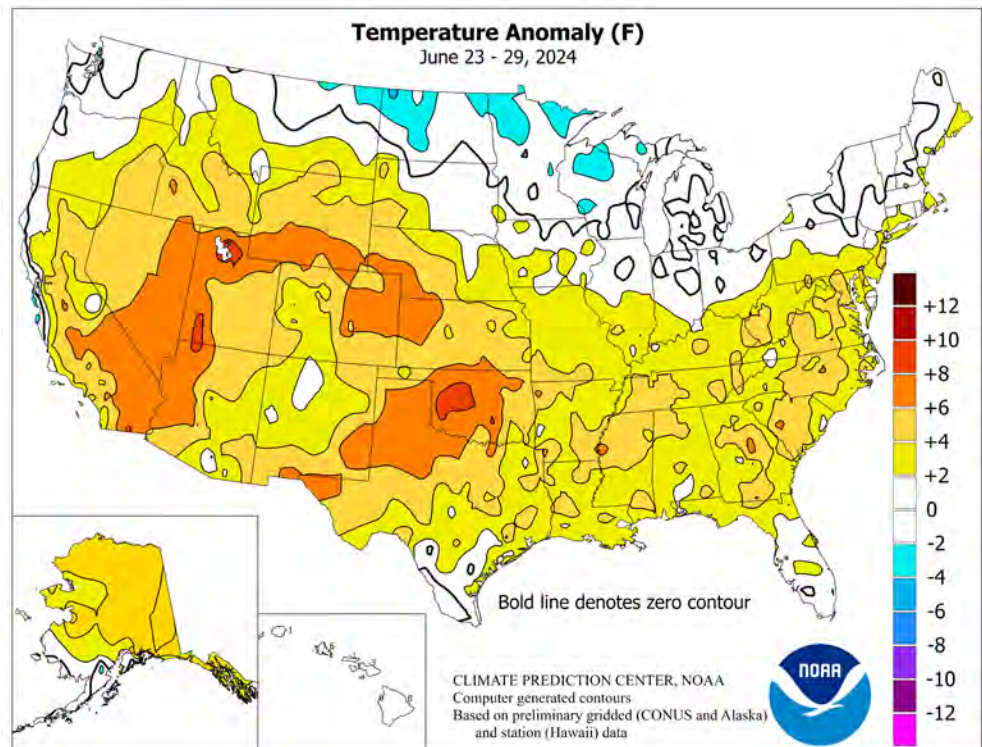 Temperature Anomaly (F)
June 23 - 29, 2024
+12
+10
+8
+6
+4
+2
0
-2
-4
-6
-8
-10
-12
Bold line denotes zero contour
CLIMATE PREDICTION CENTER, NOAA
Computer generated contours
Based on preliminary gridded (CONUS and Alaska)
and station (Hawaii) data
NOAA